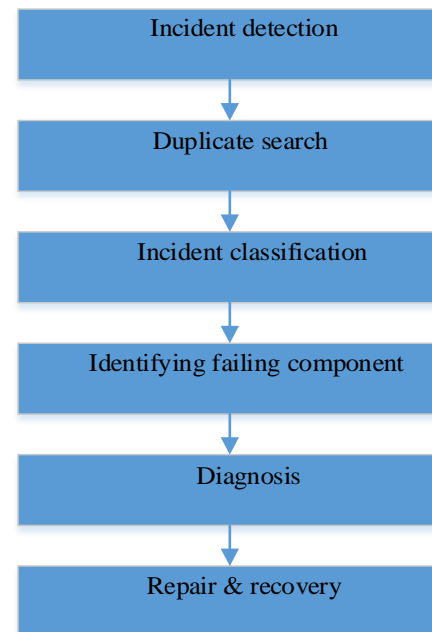 Incident detection
Duplicate search
Incident classification
Identifying failing component
Diagnosis
Repair & recovery